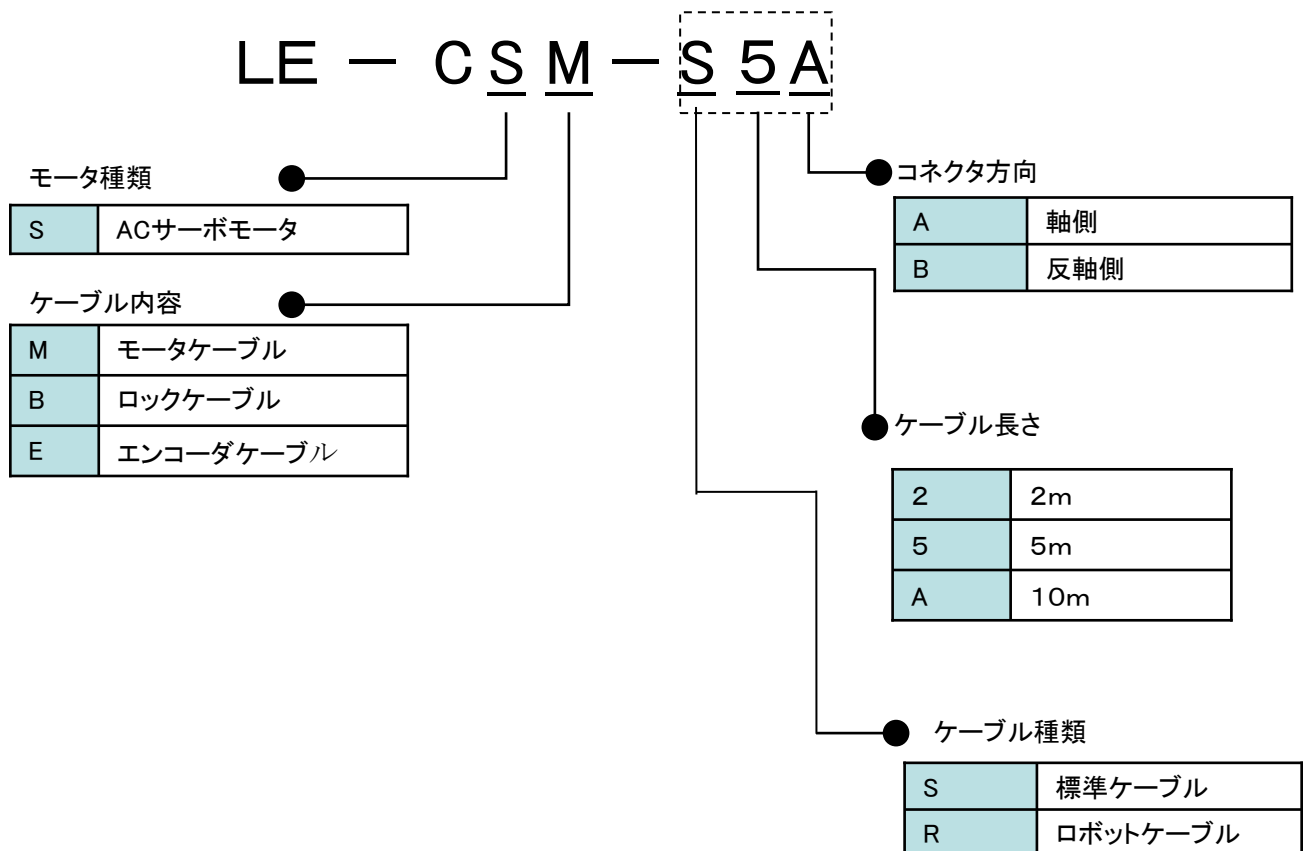 LE － CSM－S5A
モータ種類
S ACサーボモータ
ケーブル内容
M モータケーブル
B ロックケーブル
E エンコーダケーブル
コネクタ方向
A 軸側
B 反軸側
ケーブル長さ
2 2m
5 5m
A 10m
ケーブル種類
S 標準ケーブル
R ロボットケーブル